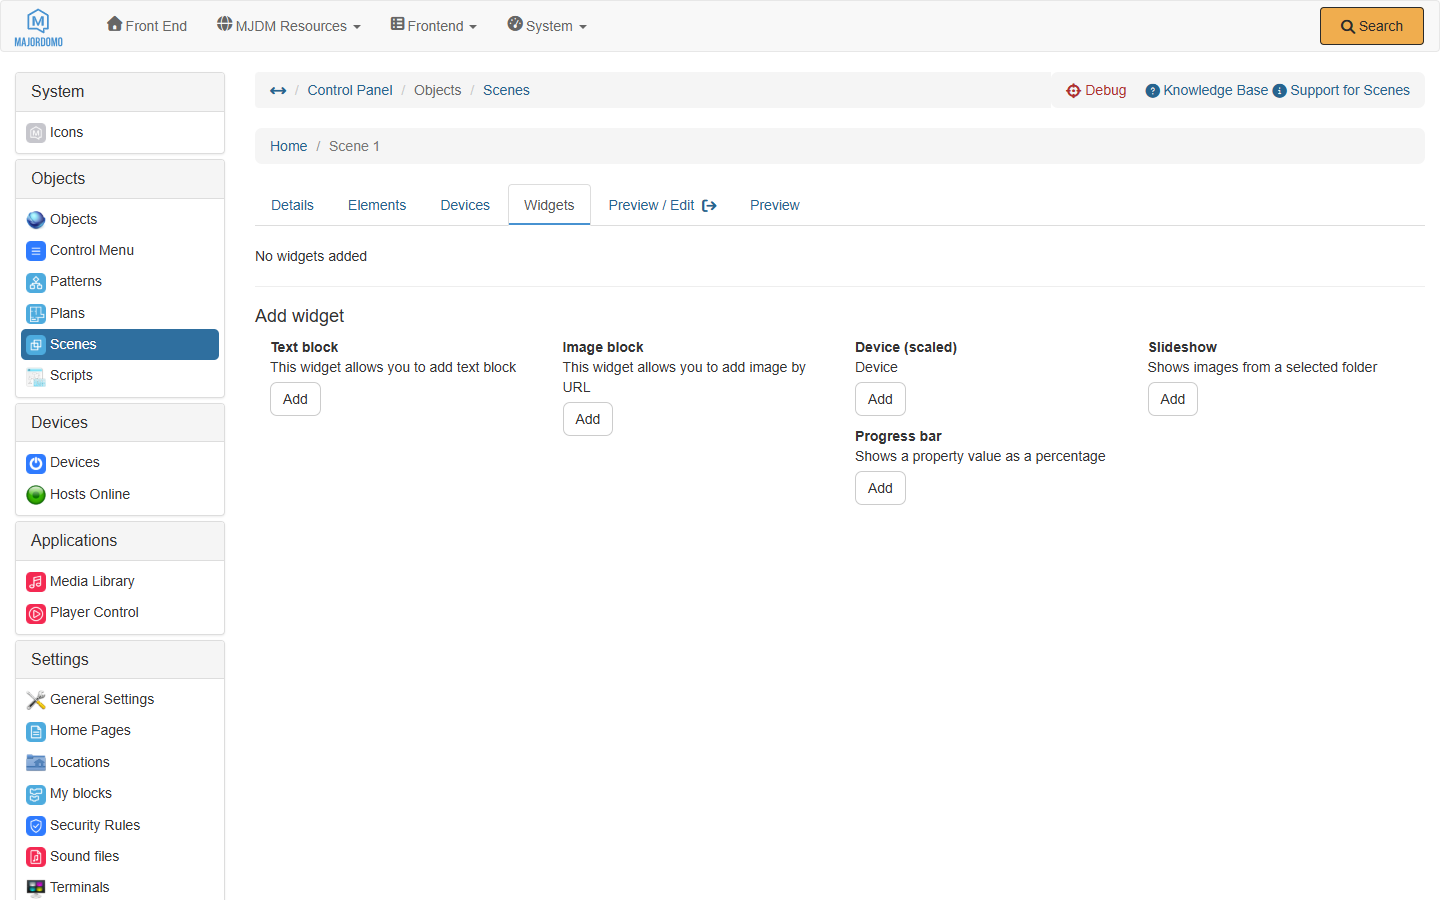 MAJORDOMO
Front End
MJDM Resources
Frontend
System
Search
System
Icons
Objects
Objects
Control Menu
Patterns
Plans
Scenes
Scripts
Devices
Devices
Hosts Online
Applications
Media Library
Player Control
Settings
General Settings
Home Pages
Locations
My blocks
Security Rules
Sound files
Terminals
/ Control Panel / Objects / Scenes
Debug
Knowledge Base
Support for Scenes
Home / Scene 1
Details
Elements
Devices
Widgets
Preview / Edit
Preview
No widgets added
Add widget
Text block
This widget allows you to add text block
Add
Image block
This widget allows you to add image by
URL
Add
Device (scaled)
Device
Add
Progress bar
Shows a property value as a percentage
Add
Slideshow
Shows images from a selected folder
Add